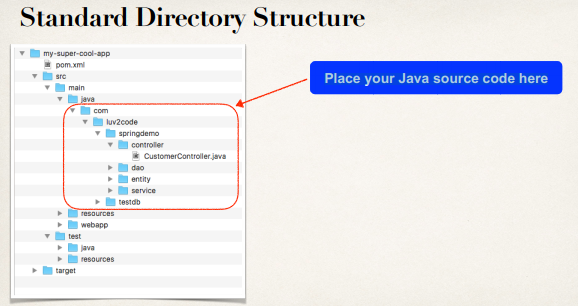 Standard Directory Structure
my-super-cool-app
pom.xml
src
main
java
com
luv2code
springdemo
controller
CustomerController.java
dao
entity
service
testdb
resources
webapp
test
java
resources
target
Place your Java source code here